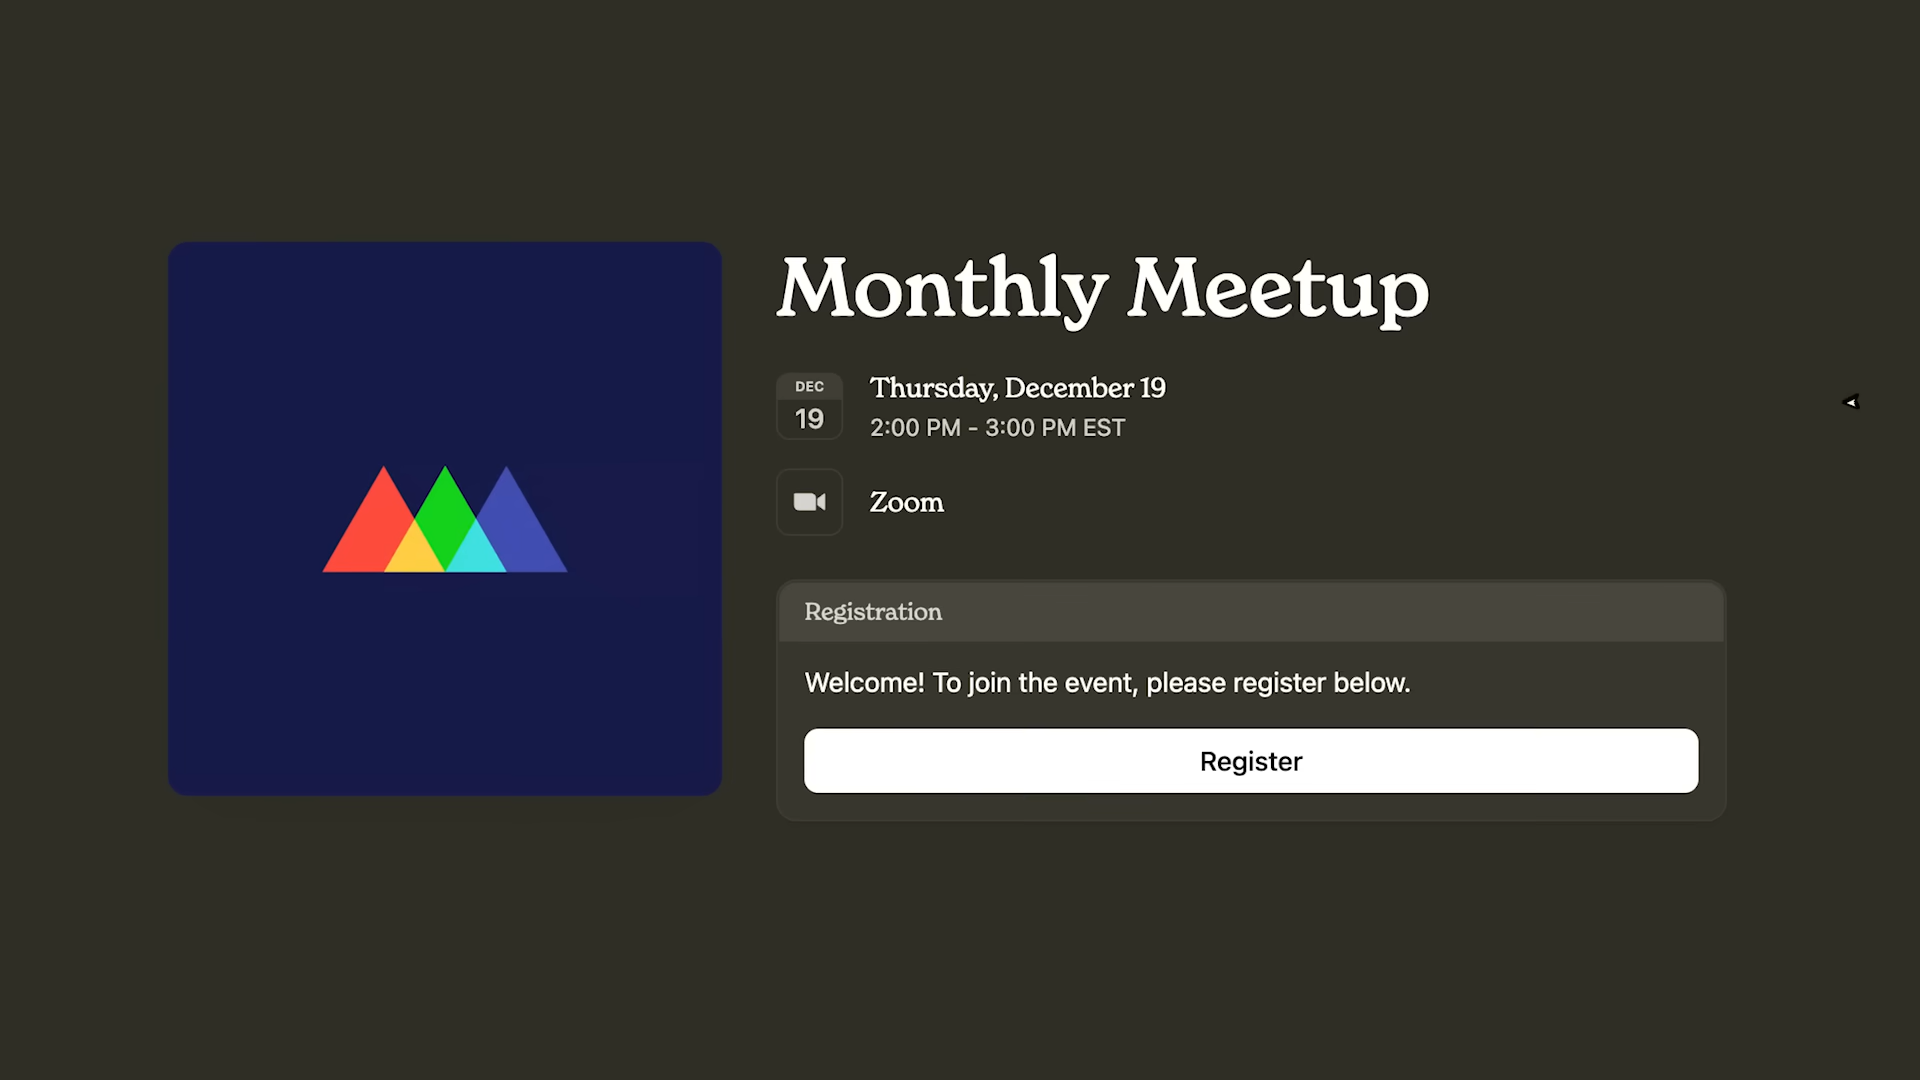 Monthly Meetup
DEC
19
Thursday, December 19
2:00 PM - 3:00 PM EST
Zoom
Registration
Welcome! To join the event, please register below.
Register